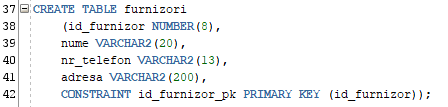 37 CREATE TABLE furnizori
38 (id_furnizor NUMBER(8),
39 nume VARCHAR2(20),
40 nr_telefon VARCHAR2(13),
41 adresa VARCHAR2(200),
42 CONSTRAINT id_furnizor_pk PRIMARY KEY (id_furnizor));